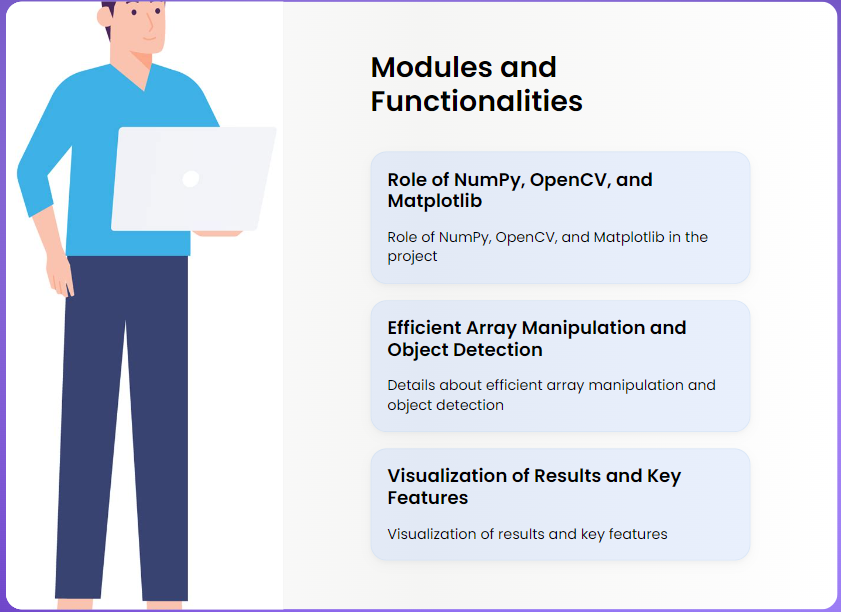 Modules and
Functionalities
Role of NumPy, OpenCV, and
Matplotlib
Role of NumPy, OpenCV, and Matplotlib in the
project
Efficient Array Manipulation and
Object Detection
Details about efficient array manipulation and
object detection
Visualization of Results and Key
Features
Visualization of results and key features